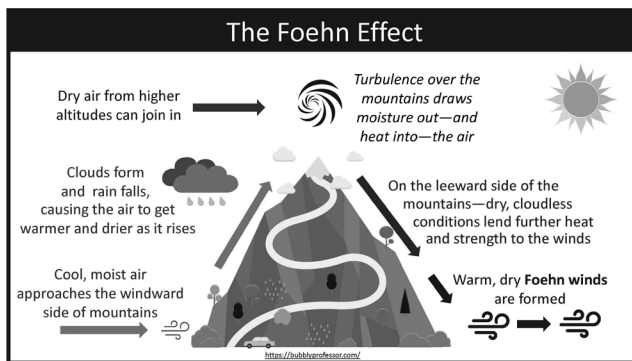 The Foehn Effect
Dry air from higher
altitudes can join in
Turbulence over the
mountains draws
moisture out—and
heat into—the air
Clouds form
and rain falls,
causing the air to get
warmer and drier as it rises
On the leeward side of the
mountains—dry, cloudless
conditions lend further heat
and strength to the winds
Cool, moist air
approaches the windward
side of mountains
Warm, dry Foehn winds
are formed
https://bubblyprofessor.com/